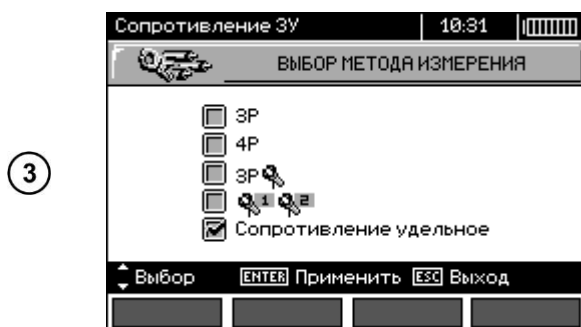 Сопротивление ЗУ 10:31
ВЫБОР МЕТОДА ИЗМЕРЕНИЯ
3P
4P
3P
1 2
Сопротивление удельное
3
Выбор ENTER Применить ESC Выход